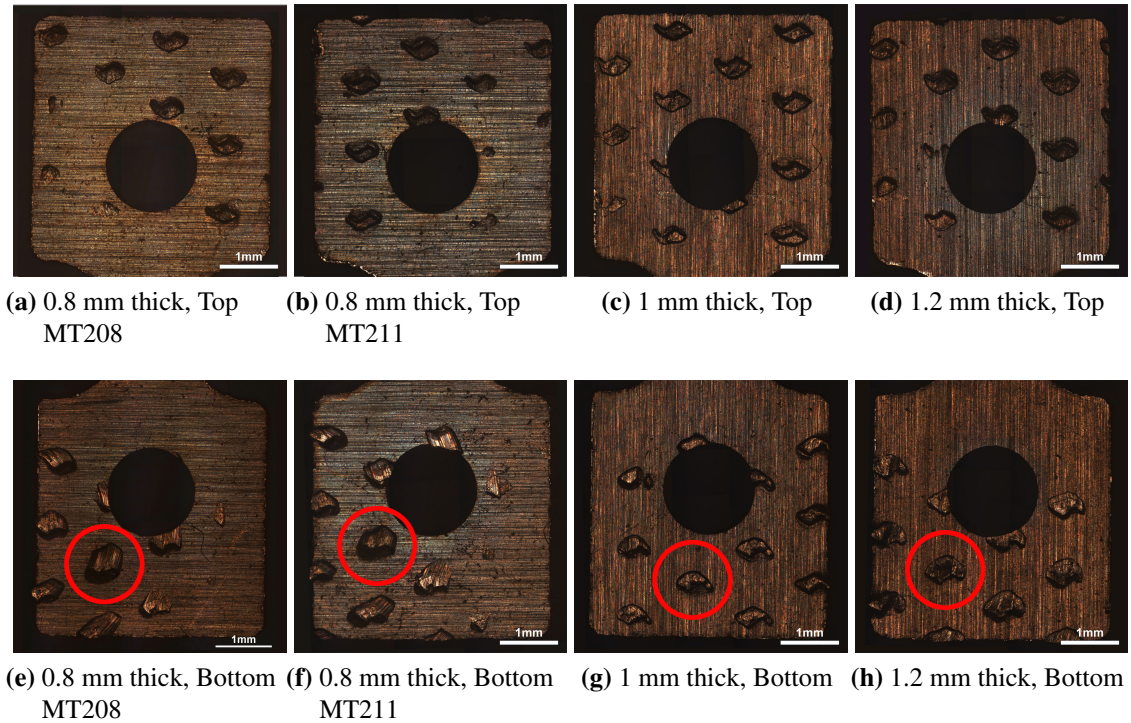 1mm
1mm
1mm
1mm
(a) 0.8 mm thick, Top
MT208
(b) 0.8 mm thick, Top
MT211
(c) 1 mm thick, Top
(d) 1.2 mm thick, Top
1mm
1mm
1mm
1mm
(e) 0.8 mm thick, Bottom
MT208
(f) 0.8 mm thick, Bottom
MT211
(g) 1 mm thick, Bottom
(h) 1.2 mm thick, Bottom